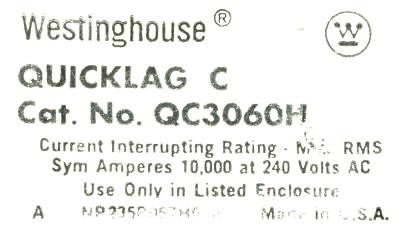 Westinghouse ®
W
QUICKLAG C
Cat. No. QC3060H
Current Interrupting Rating - Max. RMS
Sym Amperes 10,000 at 240 Volts AC
Use Only in Listed Enclosure
A Made in U.S.A.